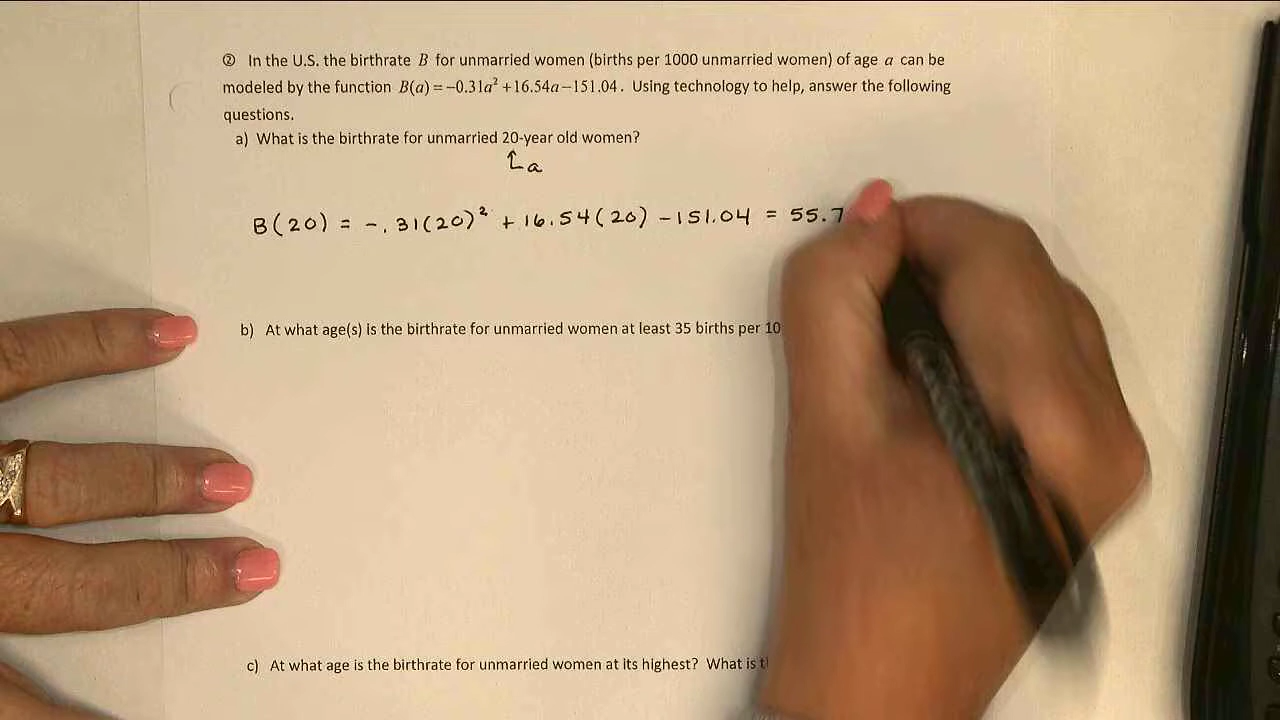 ② In the U.S. the birthrate B for unmarried women (births per 1000 unmarried women) of age a can be
modeled by the function B(a) = −0.31a² + 16.54a − 151.04. Using technology to help, answer the following
questions.
a) What is the birthrate for unmarried 20-year old women?
↑ a
B(20) = -.31(20)² + 16.54(20) - 151.04 = 55.7
b) At what age(s) is the birthrate for unmarried women at least 35 births per 10
c) At what age is the birthrate for unmarried women at its highest? What is t